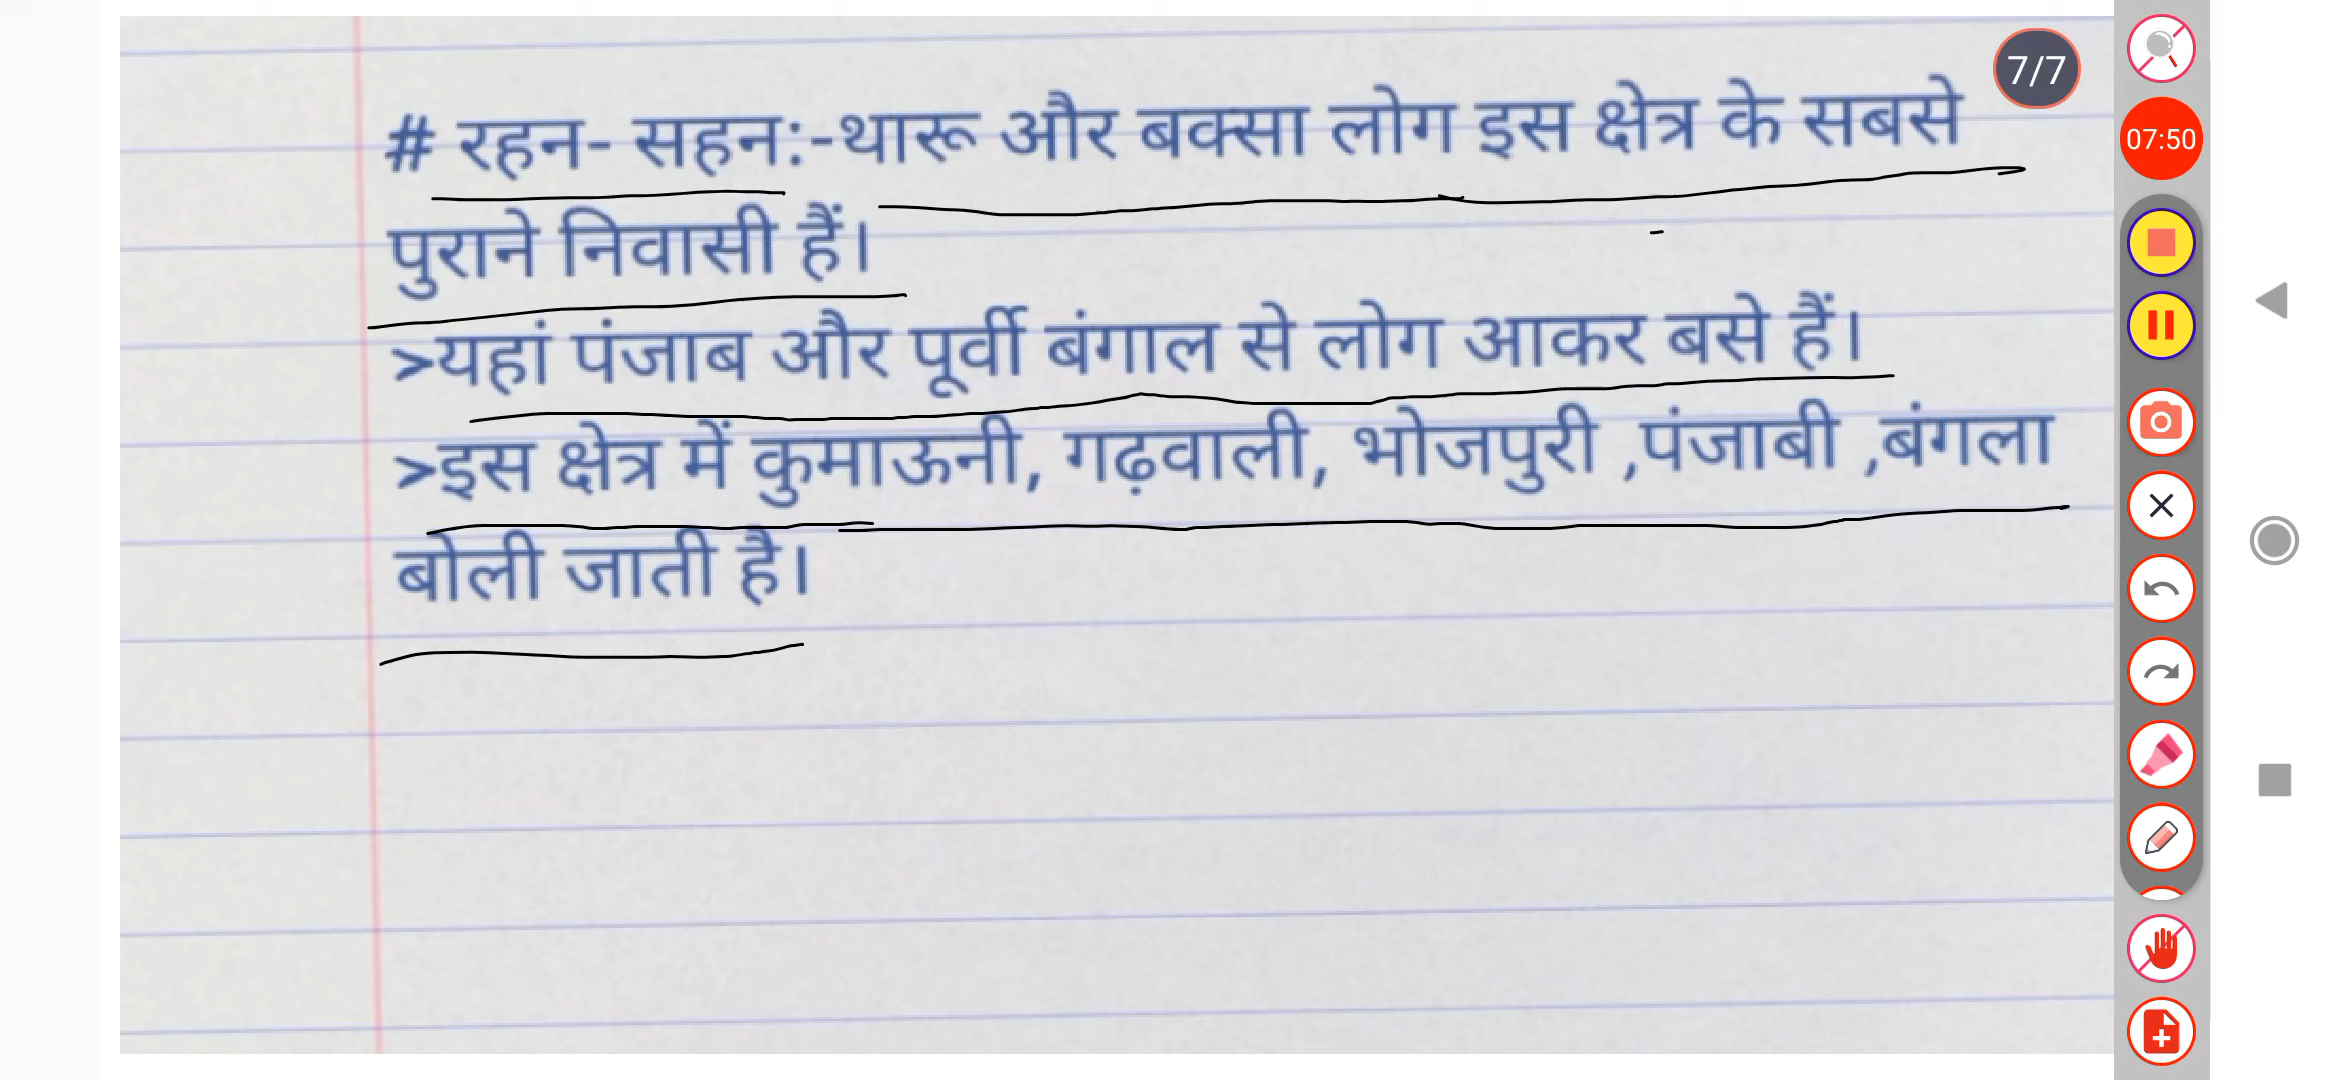 7/7
07:50
# रहन- सहन:-थारू और बक्सा लोग इस क्षेत्र के सबसे
पुराने निवासी हैं।
>यहां पंजाब और पूर्वी बंगाल से लोग आकर बसे हैं।
>इस क्षेत्र में कुमाऊनी, गढ़वाली, भोजपुरी ,पंजाबी ,बंगला
बोली जाती है।